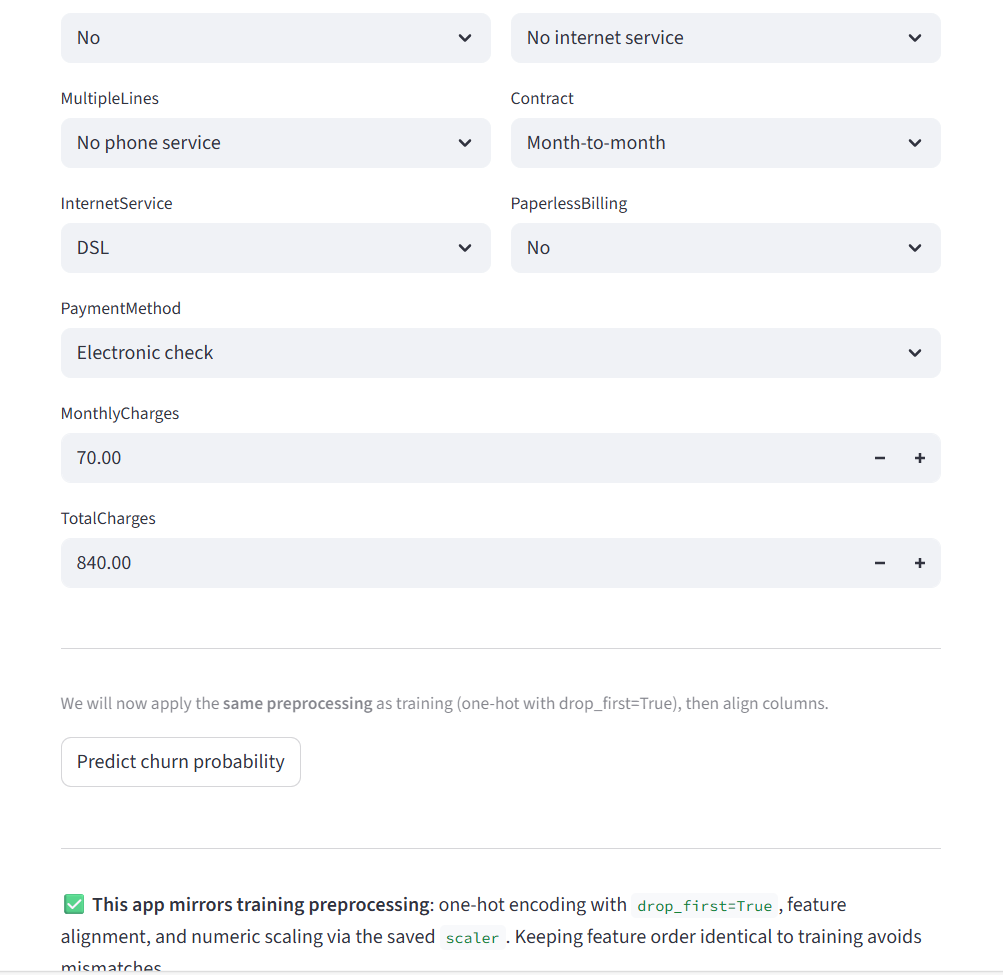 No
No internet service
MultipleLines
Contract
No phone service
Month-to-month
InternetService
PaperlessBilling
DSL
No
PaymentMethod
Electronic check
MonthlyCharges
70.00
TotalCharges
840.00
We will now apply the same preprocessing as training (one-hot with drop_first=True), then align columns.
Predict churn probability
✅ This app mirrors training preprocessing: one-hot encoding with drop_first=True , feature
alignment, and numeric scaling via the saved scaler . Keeping feature order identical to training avoids
mismatches